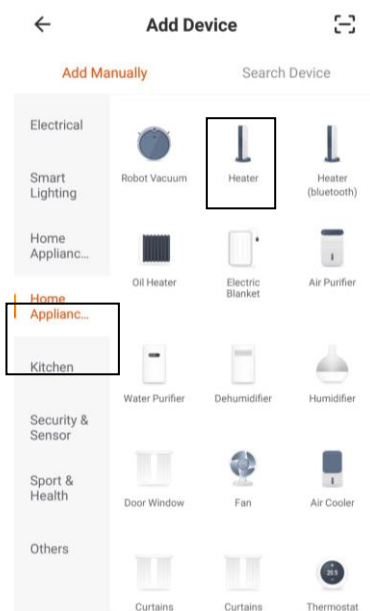 Add Device
Add Manually
Search Device
Electrical
Smart
Lighting
Home
Applianc...
Home
Applianc...
Kitchen
Security &
Sensor
Sport &
Health
Others
Robot Vacuum
Heater
Heater
(bluetooth)
Oil Heater
Electric
Blanket
Air Purifier
Water Purifier
Dehumidifier
Humidifier
Door Window
Fan
Air Cooler
Curtains
Curtains
Thermostat